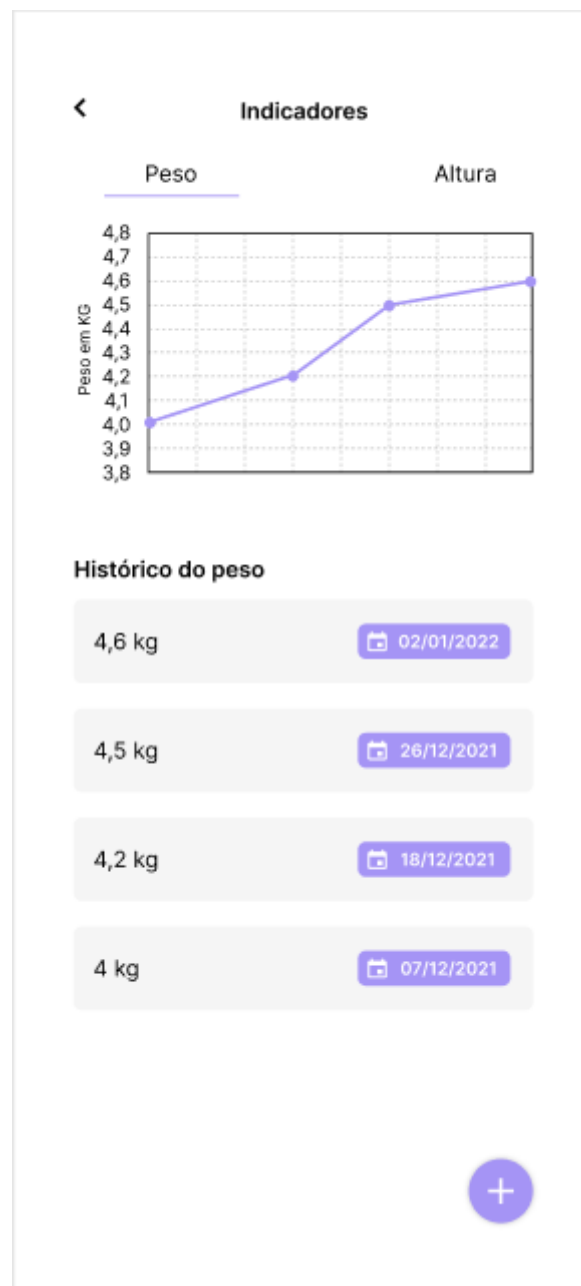 Indicadores
Peso
Altura
4,8
4,7
4,6
4,5
4,4
4,3
4,2
4,1
4,0
3,9
3,8
Peso em KG
Histórico do peso
4,6 kg
02/01/2022
4,5 kg
26/12/2021
4,2 kg
18/12/2021
4 kg
07/12/2021